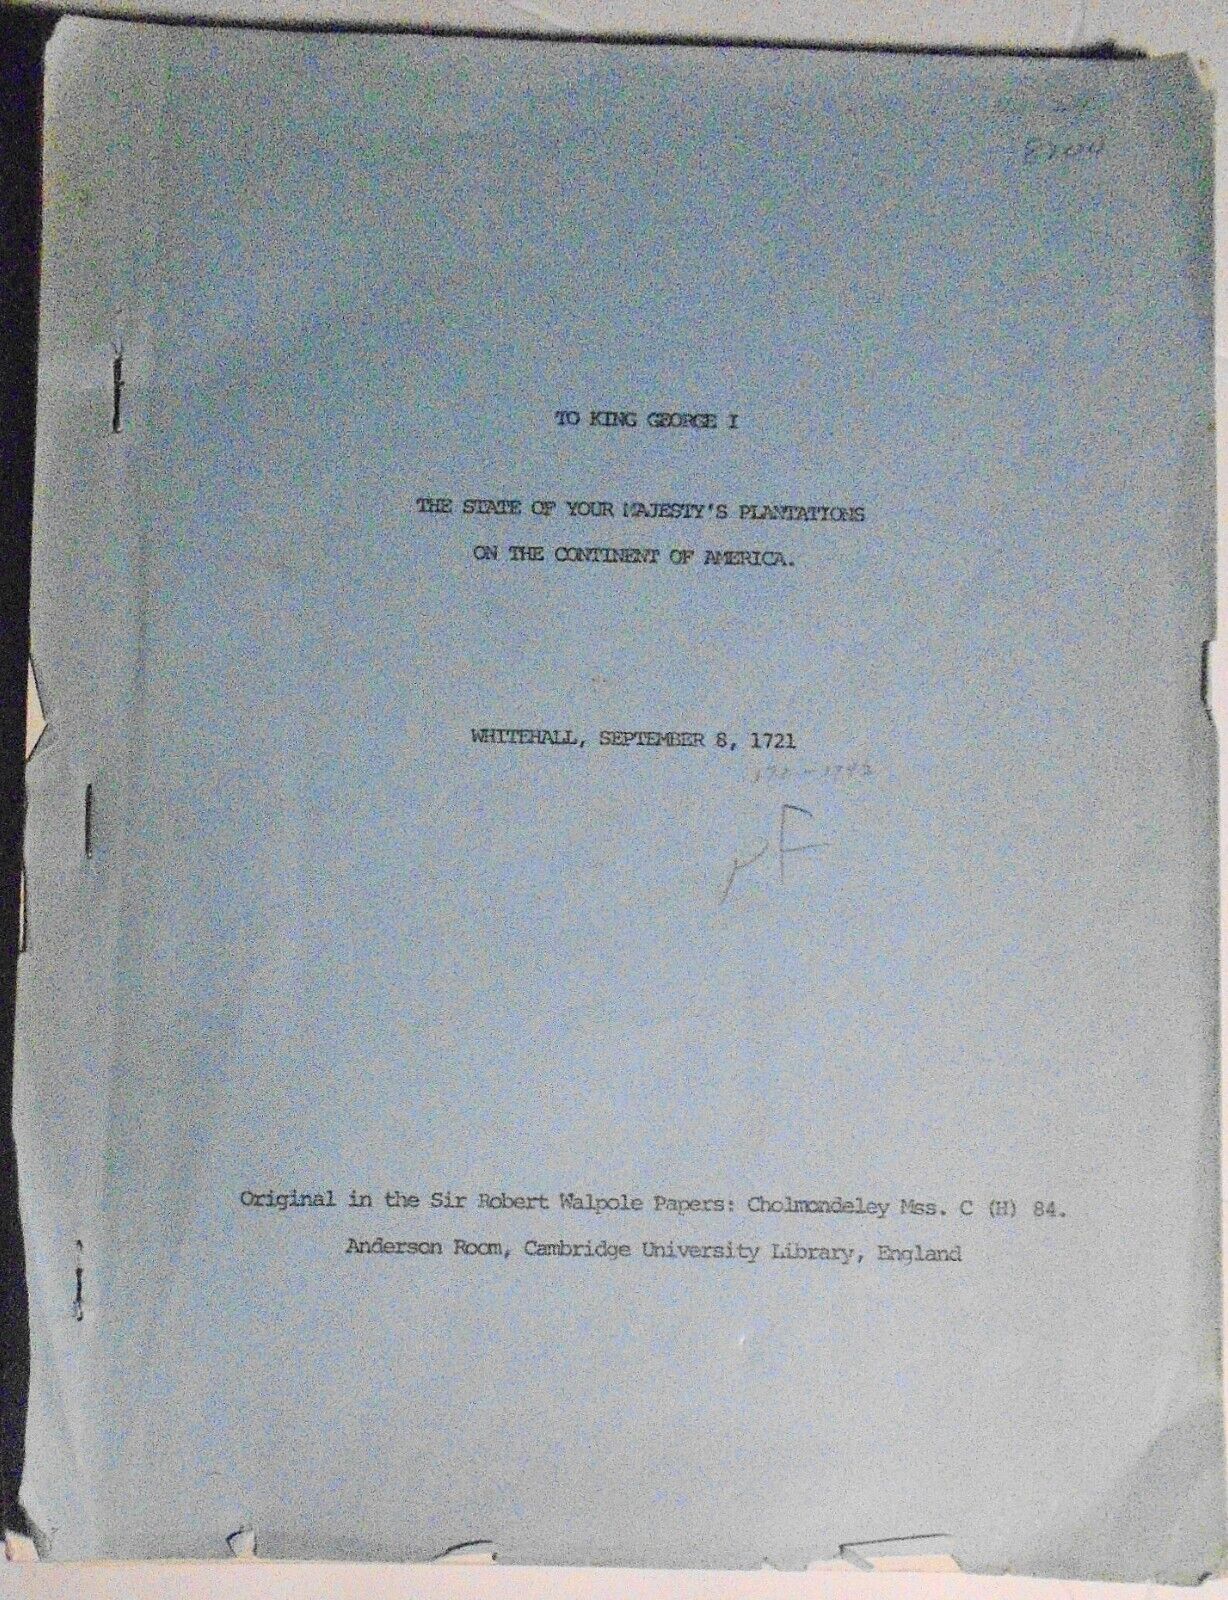 TO KING GEORGE I
THE STATE OF YOUR MAJESTY'S PLANTATIONS
ON THE CONTINENT OF AMERICA.
WHITEHALL, SEPTEMBER 8, 1721
Original in the Sir Robert Walpole Papers: Cholmondeley Mss. C (H) 84.
Anderson Room, Cambridge University Library, England